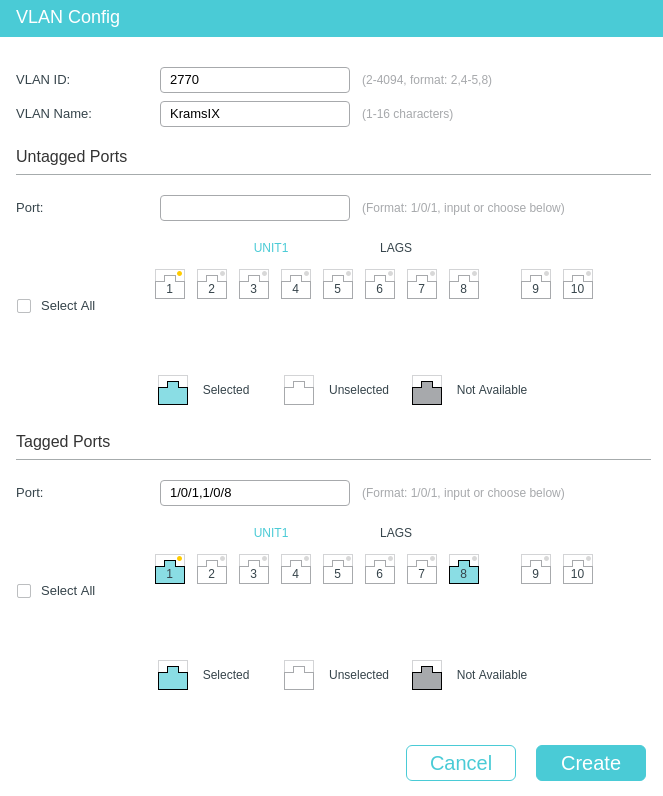 VLAN Config
VLAN ID: 2770 (2-4094, format: 2,4-5,8)
VLAN Name: KramsIX (1-16 characters)
Untagged Ports
Port: (Format: 1/0/1, input or choose below)
UNIT1 LAGS
1 2 3 4 5 6 7 8 9 10
Select All
Selected Unselected Not Available
Tagged Ports
Port: 1/0/1,1/0/8 (Format: 1/0/1, input or choose below)
UNIT1 LAGS
1 2 3 4 5 6 7 8 9 10
Select All
Selected Unselected Not Available
Cancel Create